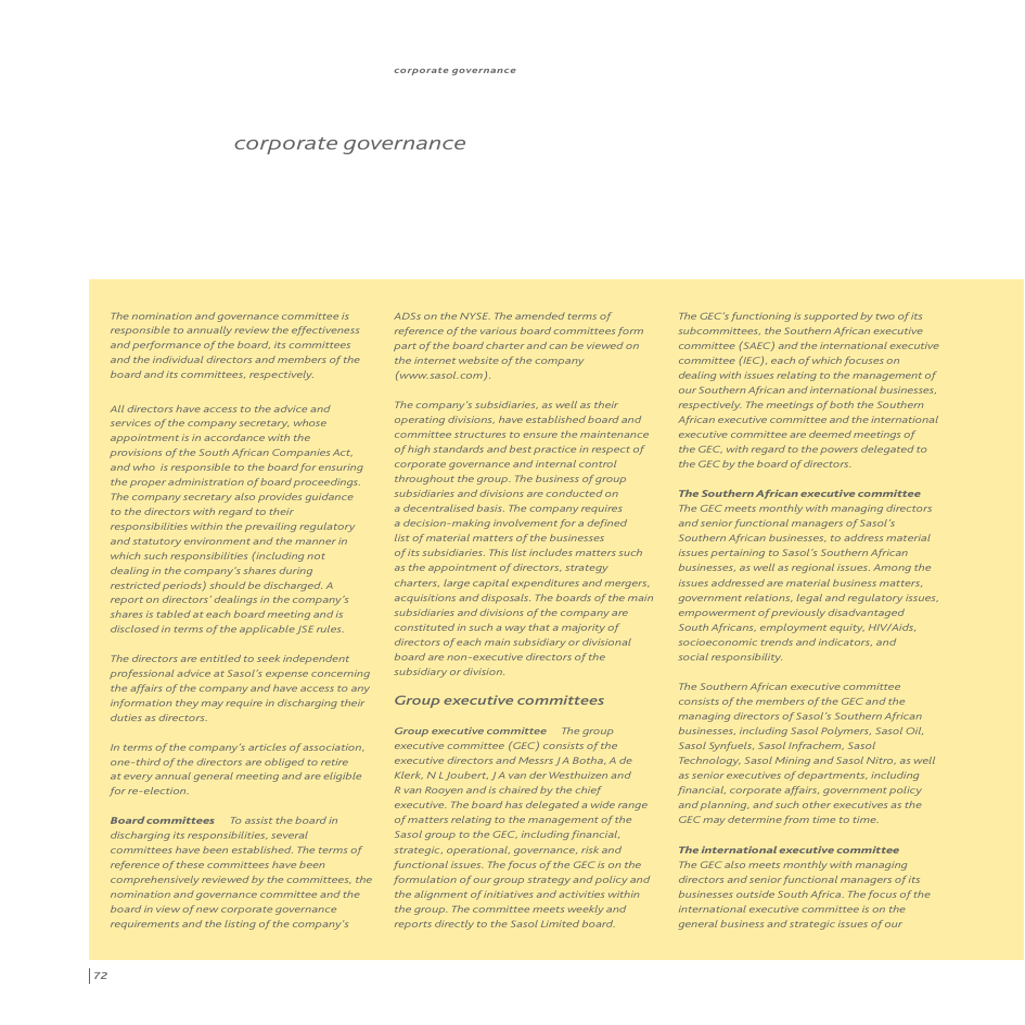 corporate governance
corporate governance
The nomination and governance committee is
responsible to annually review the effectiveness
and performance of the board, its committees
and the individual directors and members of the
board and its committees, respectively.
All directors have access to the advice and
services of the company secretary, whose
appointment is in accordance with the
provisions of the South African Companies Act,
and who is responsible to the board for ensuring
the proper administration of board proceedings.
The company secretary also provides guidance
to the directors with regard to their
responsibilities within the prevailing regulatory
and statutory environment and the manner in
which such responsibilities (including not
dealing in the company's shares during
restricted periods) should be discharged. A
report on directors' dealings in the company's
shares is tabled at each board meeting and is
disclosed in terms of the applicable JSE rules.
The directors are entitled to seek independent
professional advice at Sasol's expense concerning
the affairs of the company and have access to any
information they may require in discharging their
duties as directors.
In terms of the company's articles of association,
one-third of the directors are obliged to retire
at every annual general meeting and are eligible
for re-election.
Board committees To assist the board in
discharging its responsibilities, several
committees have been established. The terms of
reference of these committees have been
comprehensively reviewed by the committees, the
nomination and governance committee and the
board in view of new corporate governance
requirements and the listing of the company's
ADSs on the NYSE. The amended terms of
reference of the various board committees form
part of the board charter and can be viewed on
the internet website of the company
(www.sasol.com).
The company's subsidiaries, as well as their
operating divisions, have established board and
committee structures to ensure the maintenance
of high standards and best practice in respect of
corporate governance and internal control
throughout the group. The business of group
subsidiaries and divisions are conducted on
a decentralised basis. The company requires
a decision-making involvement for a defined
list of material matters of the businesses
of its subsidiaries. This list includes matters such
as the appointment of directors, strategy
charters, large capital expenditures and mergers,
acquisitions and disposals. The boards of the main
subsidiaries and divisions of the company are
constituted in such a way that a majority of
directors of each main subsidiary or divisional
board are non-executive directors of the
subsidiary or division.
Group executive committees
Group executive committee The group
executive committee (GEC) consists of the
executive directors and Messrs J A Botha, A de
Klerk, N L Joubert, J A van der Westhuizen and
R van Rooyen and is chaired by the chief
executive. The board has delegated a wide range
of matters relating to the management of the
Sasol group to the GEC, including financial,
strategic, operational, governance, risk and
functional issues. The focus of the GEC is on the
formulation of our group strategy and policy and
the alignment of initiatives and activities within
the group. The committee meets weekly and
reports directly to the Sasol Limited board.
The GEC's functioning is supported by two of its
subcommittees, the Southern African executive
committee (SAEC) and the international executive
committee (IEC), each of which focuses on
dealing with issues relating to the management of
our Southern African and international businesses,
respectively. The meetings of both the Southern
African executive committee and the international
executive committee are deemed meetings of
the GEC, with regard to the powers delegated to
the GEC by the board of directors.
The Southern African executive committee
The GEC meets monthly with managing directors
and senior functional managers of Sasol's
Southern African businesses, to address material
issues pertaining to Sasol's Southern African
businesses, as well as regional issues. Among the
issues addressed are material business matters,
government relations, legal and regulatory issues,
empowerment of previously disadvantaged
South Africans, employment equity, HIV/Aids,
socioeconomic trends and indicators, and
social responsibility.
The Southern African executive committee
consists of the members of the GEC and the
managing directors of Sasol's Southern African
businesses, including Sasol Polymers, Sasol Oil,
Sasol Synfuels, Sasol Infrachem, Sasol
Technology, Sasol Mining and Sasol Nitro, as well
as senior executives of departments, including
financial, corporate affairs, government policy
and planning, and such other executives as the
GEC may determine from time to time.
The international executive committee
The GEC also meets monthly with managing
directors and senior functional managers of its
businesses outside South Africa. The focus of the
international executive committee is on the
general business and strategic issues of our
72